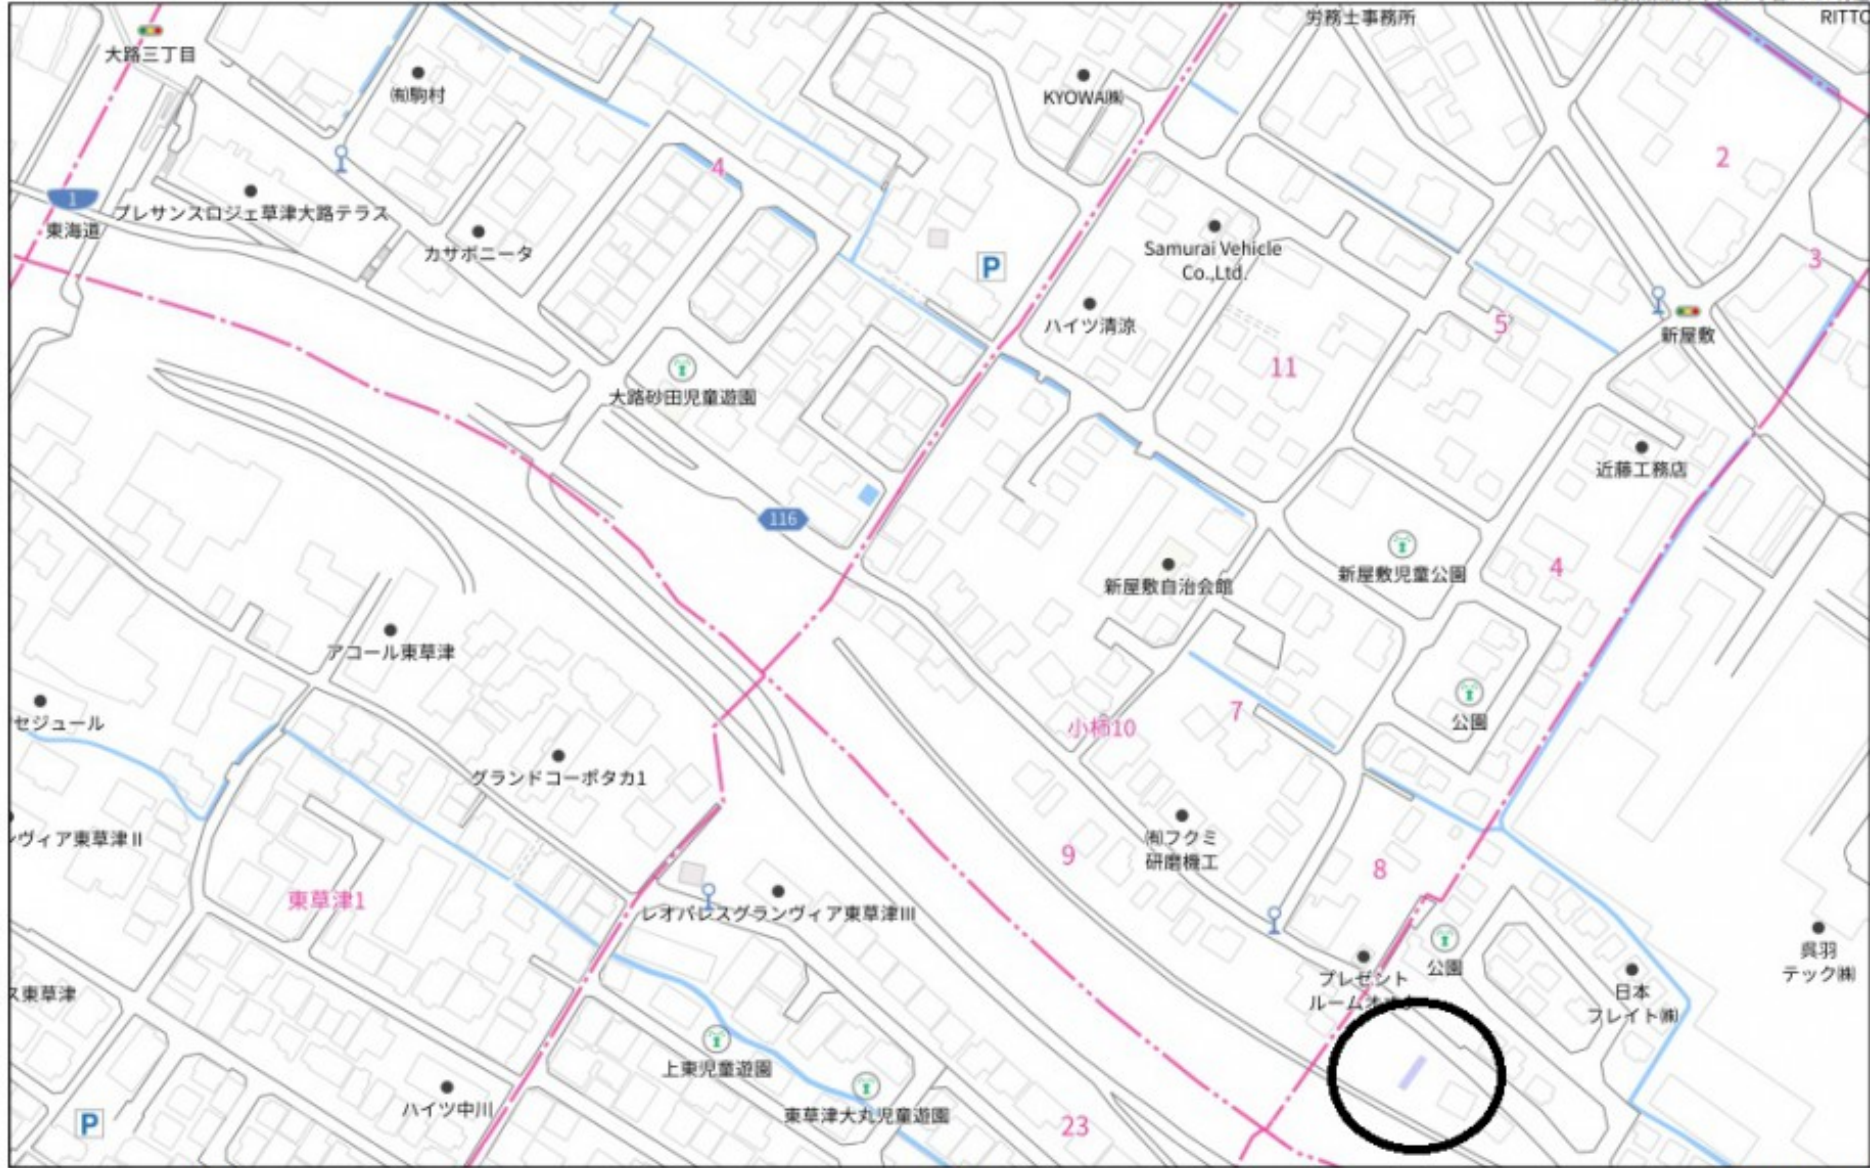 労務士事務所
RITTO
大路三丁目
㈲駒村
KYOWA㈱
4
2
1
東海道
プレサンスロジェ草津大路テラス
カサボニータ
P
Samurai Vehicle
Co.,Ltd.
3
ハイツ清涼
5
新屋敷
11
大路砂田児童遊園
近藤工務店
116
新屋敷自治会館
新屋敷児童公園
4
アコール東草津
セジュール
7
公園
小柿10
グランドコーポタカ1
ヴィア東草津Ⅱ
㈲フクミ
研磨機工
9
8
東草津1
レオパレスグランヴィア東草津Ⅲ
公園
呉羽
テック㈱
プレゼント
ルーム
日本
フレイト㈱
ス東草津
上東児童遊園
東草津大丸児童遊園
ハイツ中川
P
23